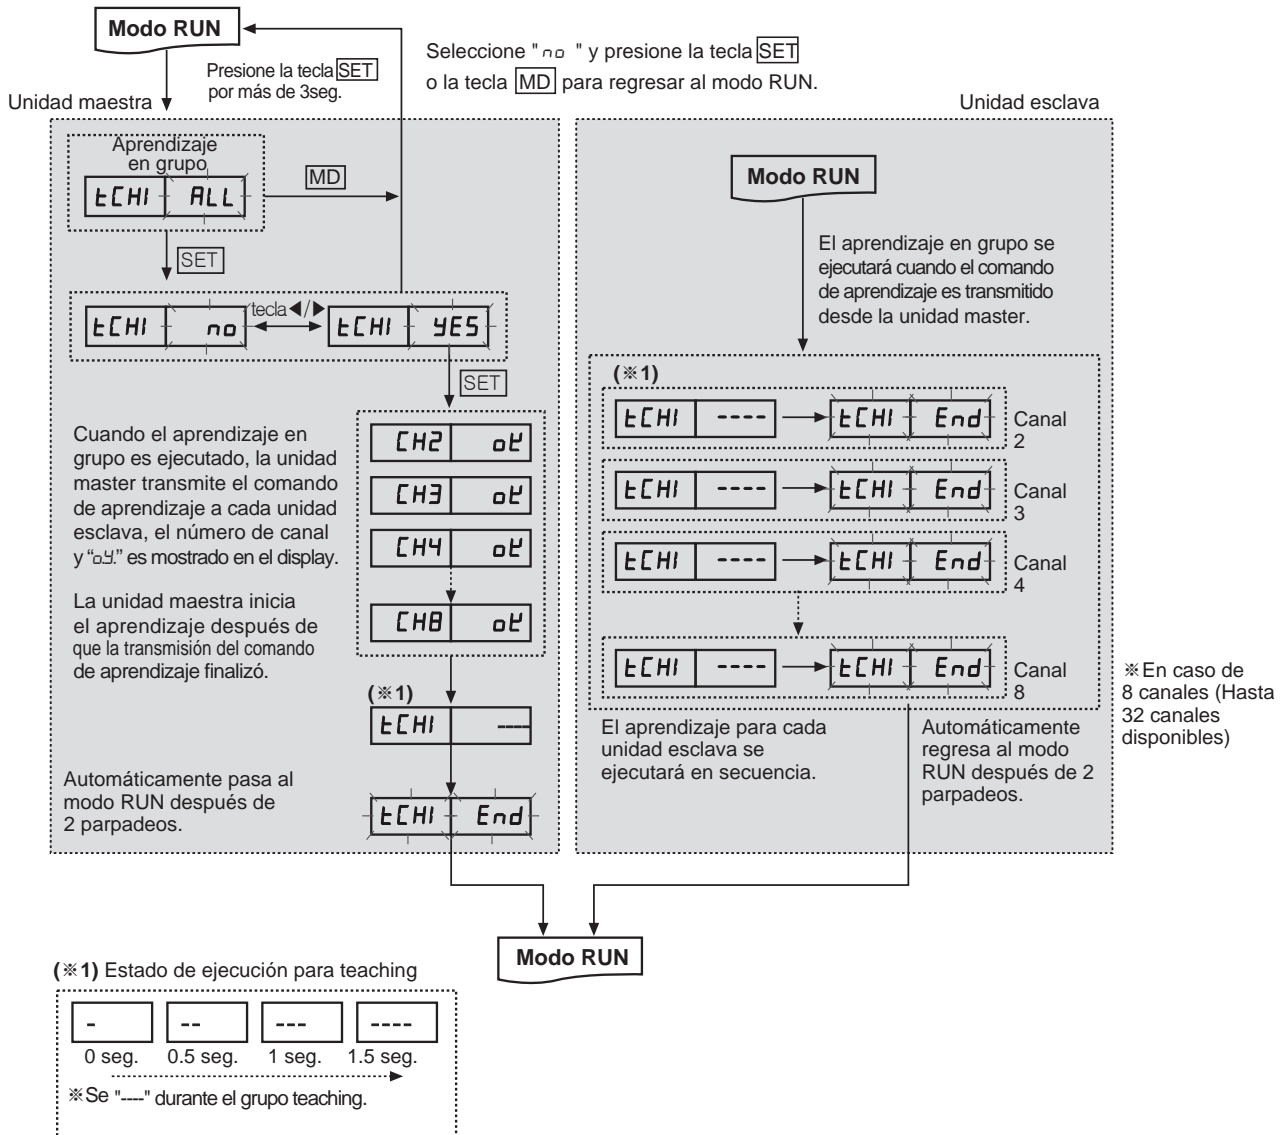 Modo RUN
Presione la tecla SET
por más de 3seg.
Seleccione "no" y presione la tecla SET
o la tecla MD para regresar al modo RUN.
Unidad maestra
Aprendizaje
en grupo
tCHI ALL
MD
SET
tCHI no
tecla ◀/▶
tCHI YES
SET
Cuando el aprendizaje en
grupo es ejecutado, la unidad
master transmite el comando
de aprendizaje a cada unidad
esclava, el número de canal
y "oY." es mostrado en el display.
La unidad maestra inicia
el aprendizaje después de
que la transmisión del comando
de aprendizaje finalizó.
CH2 oK
CH3 oK
CH4 oK
CH8 oK
(※1)
tCHI ----
Automáticamente pasa al
modo RUN después de
2 parpadeos.
tCHI End
Unidad esclava
Modo RUN
El aprendizaje en grupo se
ejecutará cuando el comando
de aprendizaje es transmitido
desde la unidad master.
(※1)
tCHI ---- tCHI End Canal
2
tCHI ---- tCHI End Canal
3
tCHI ---- tCHI End Canal
4
tCHI ---- tCHI End Canal
8
El aprendizaje para cada
unidad esclava se
ejecutará en secuencia.
Automáticamente
regresa al modo
RUN después de 2
parpadeos.
※En caso de
8 canales (Hasta
32 canales
disponibles)
Modo RUN
(※1) Estado de ejecución para teaching
- -- --- ----
0 seg. 0.5 seg. 1 seg. 1.5 seg.
※Se "----" durante el grupo teaching.